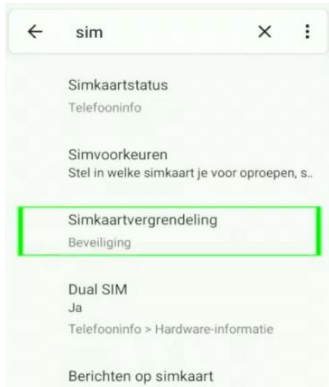 sim
Simkaartstatus
Telefooninfo
Simvoorkeuren
Stel in welke simkaart je voor oproepen, s..
Simkaartvergrendeling
Beveiliging
Dual SIM
Ja
Telefooninfo > Hardware-informatie
Berichten op simkaart